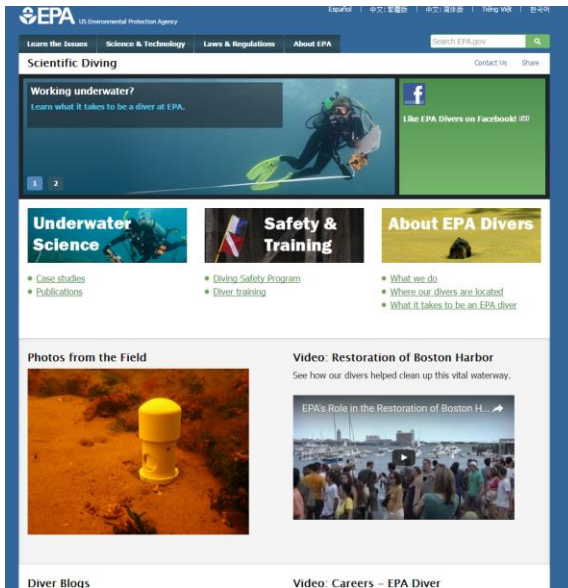 EPA US Environmental Protection Agency
Español | 中文: 繁體版 | 中文: 简体版 | Tiếng Việt | 한국어
Learn the Issues Science & Technology Laws & Regulations About EPA
Search EPA.gov
Scientific Diving
Contact Us Share
Working underwater?
Learn what it takes to be a diver at EPA.
Like EPA Divers on Facebook!
1 2
Underwater Science
Safety & Training
About EPA Divers
Case studies
Publications
Diving Safety Program
Diver training
What we do
Where our divers are located
What it takes to be an EPA diver
Photos from the Field
Video: Restoration of Boston Harbor
See how our divers helped clean up this vital waterway.
EPA's Role in the Restoration of Boston H...
Diver Blogs
Video: Careers – EPA Diver